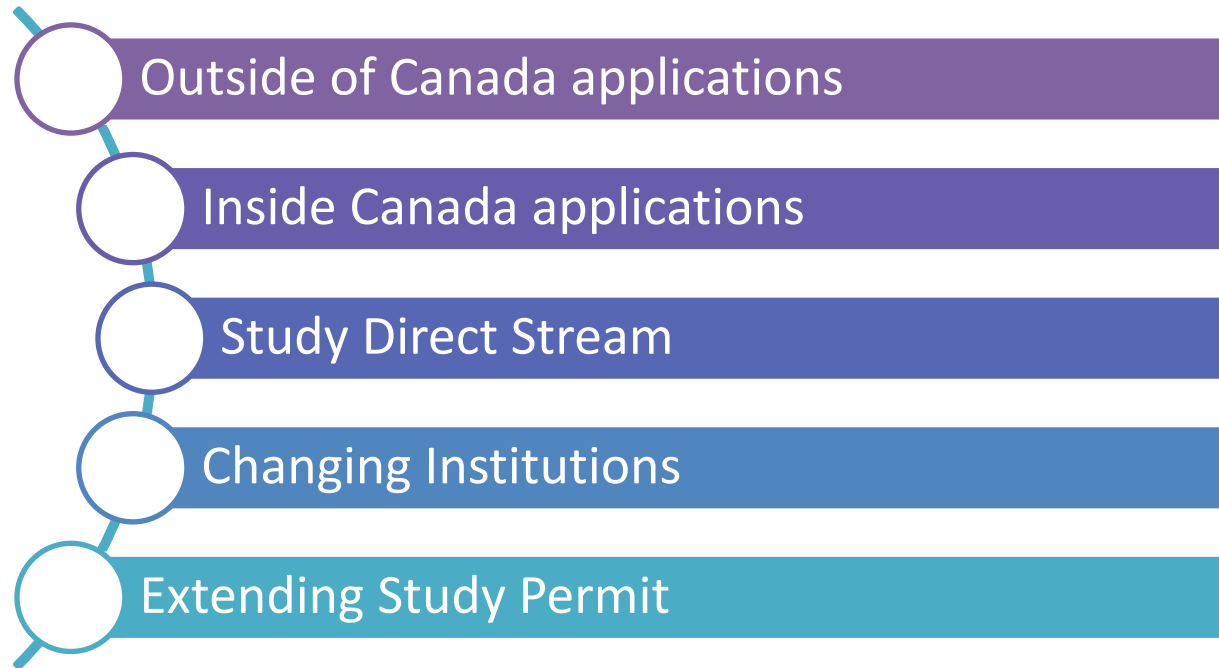 Outside of Canada applications
Inside Canada applications
Study Direct Stream
Changing Institutions
Extending Study Permit